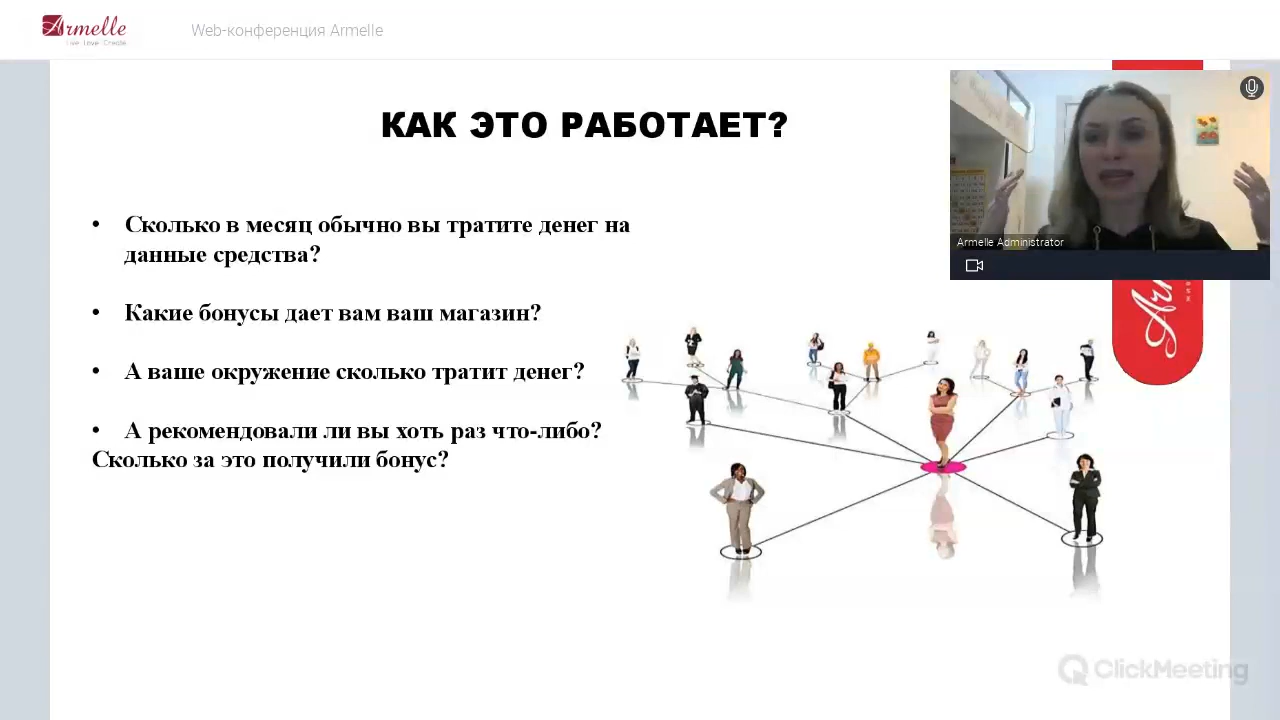 Armelle
Live. Love. Create.
Web-конференция Armelle
КАК ЭТО РАБОТАЕТ?
• Сколько в месяц обычно вы тратите денег на
данные средства?
• Какие бонусы дает вам ваш магазин?
• А ваше окружение сколько тратит денег?
• А рекомендовали ли вы хоть раз что-либо?
Сколько за это получили бонус?
Armelle Administrator
ClickMeeting